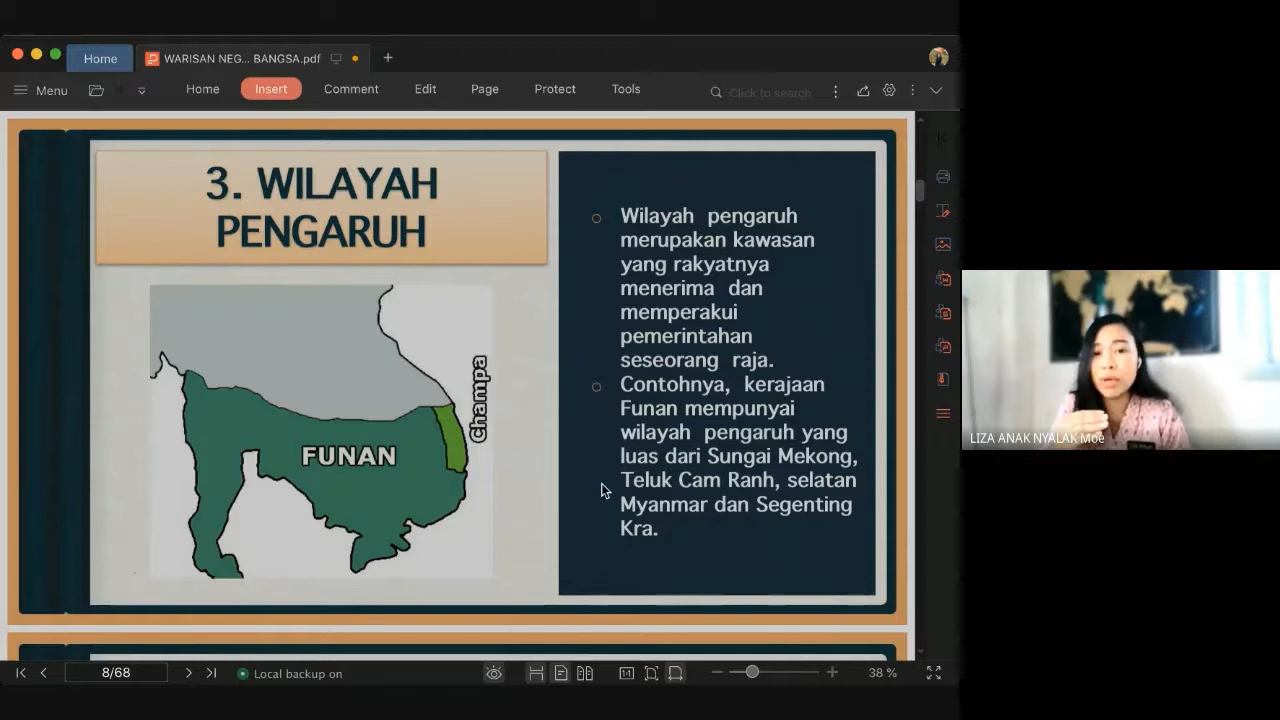 Home
WARISAN NEG... BANGSA.pdf
Menu
Home
Insert
Comment
Edit
Page
Protect
Tools
Click to search
3. WILAYAH
PENGARUH
FUNAN
Champa
Wilayah pengaruh
merupakan kawasan
yang rakyatnya
menerima dan
memperakui
pemerintahan
seseorang raja.
Contohnya, kerajaan
Funan mempunyai
wilayah pengaruh yang
luas dari Sungai Mekong,
Teluk Cam Ranh, selatan
Myanmar dan Segenting
Kra.
LIZA ANAK NYALAK Moe
8/68
Local backup on
1:1
38 %